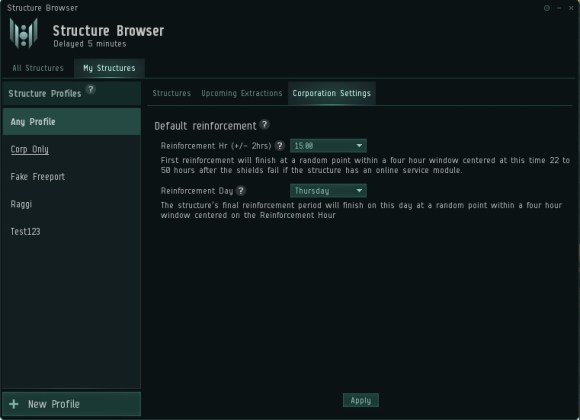 Structure Browser
Structure Browser
Delayed 5 minutes
All Structures
My Structures
Structure Profiles ?
Any Profile
Corp Only
Fake Freeport
Raggi
Test123
New Profile
Structures
Upcoming Extractions
Corporation Settings
Default reinforcement ?
Reinforcement Hr (+/- 2hrs) ? 15:00
First reinforcement will finish at a random point within a four hour window centered at this time 22 to
50 hours after the shields fail if the structure has an online service module.
Reinforcement Day ? Thursday
The structure's final reinforcement period will finish on this day at a random point within a four hour
window centered on the Reinforcement Hour
Apply